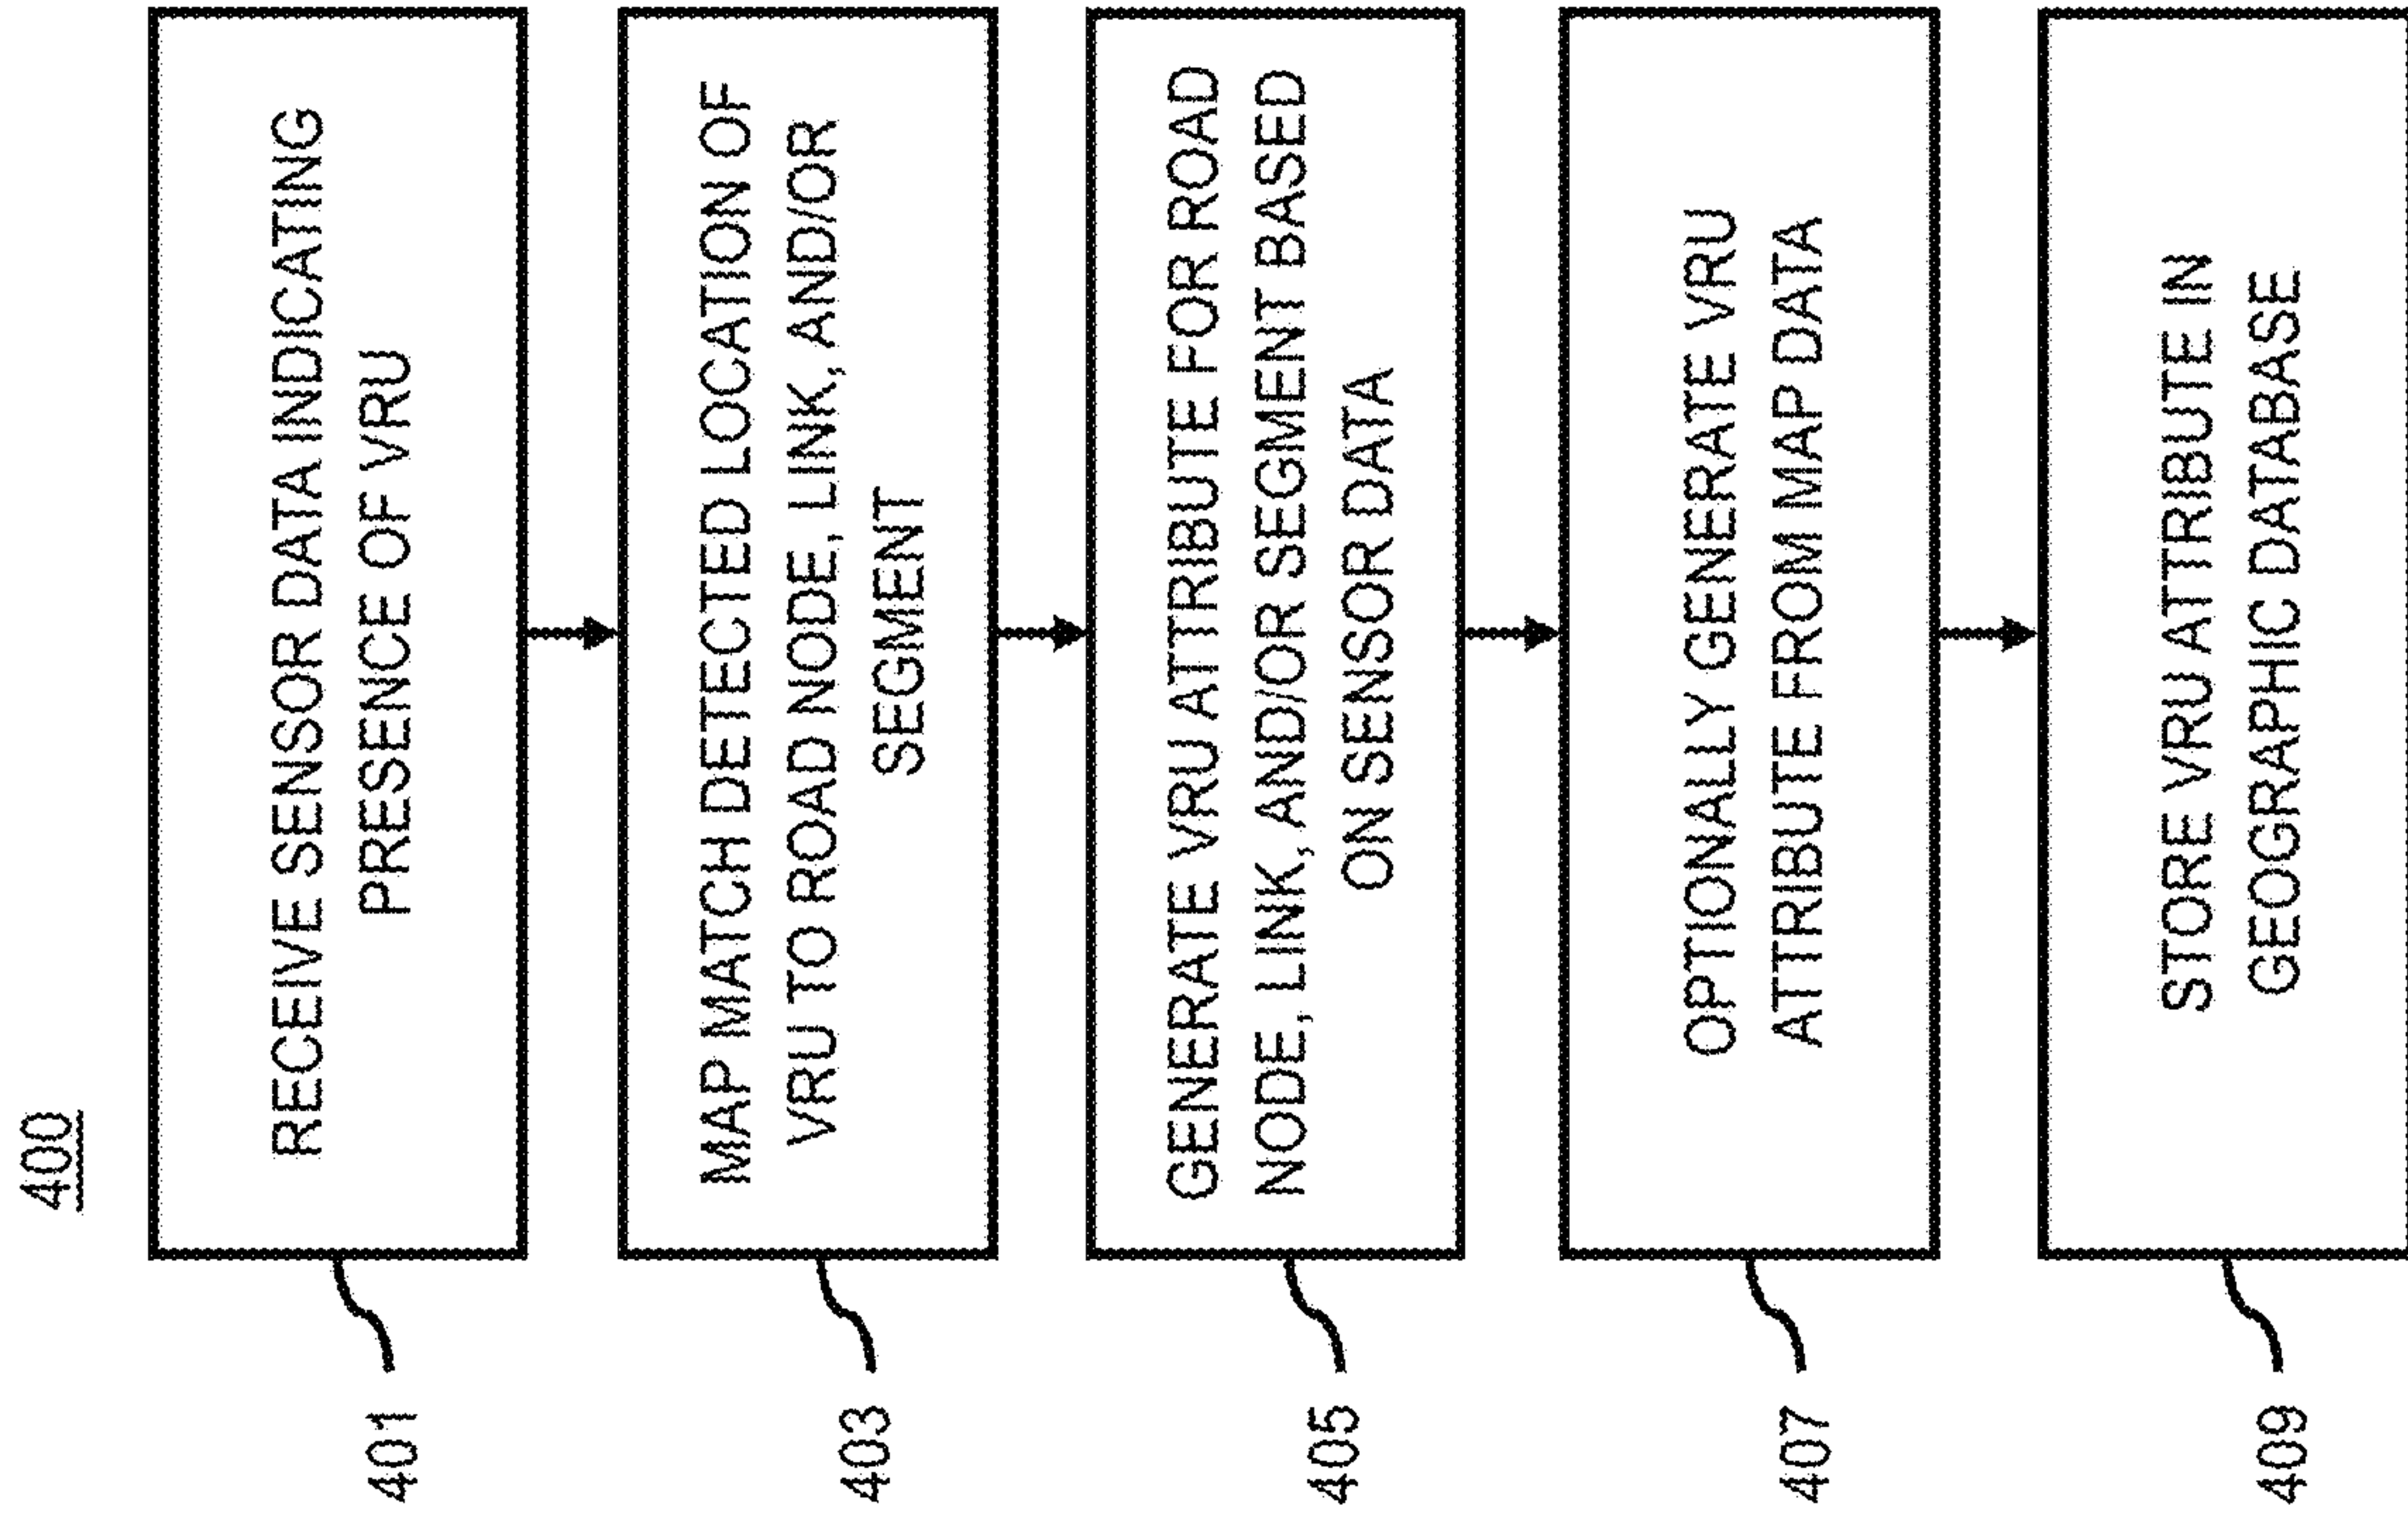 400
401
RECEIVE SENSOR DATA INDICATING
PRESENCE OF VRU
403
MAP MATCH DETECTED LOCATION OF
VRU TO ROAD NODE, LINK, AND/OR
SEGMENT
405
GENERATE VRU ATTRIBUTE FOR ROAD
NODE, LINK, AND/OR SEGMENT BASED
ON SENSOR DATA
407
OPTIONALLY GENERATE VRU
ATTRIBUTE FROM MAP DATA
409
STORE VRU ATTRIBUTE IN
GEOGRAPHIC DATABASE